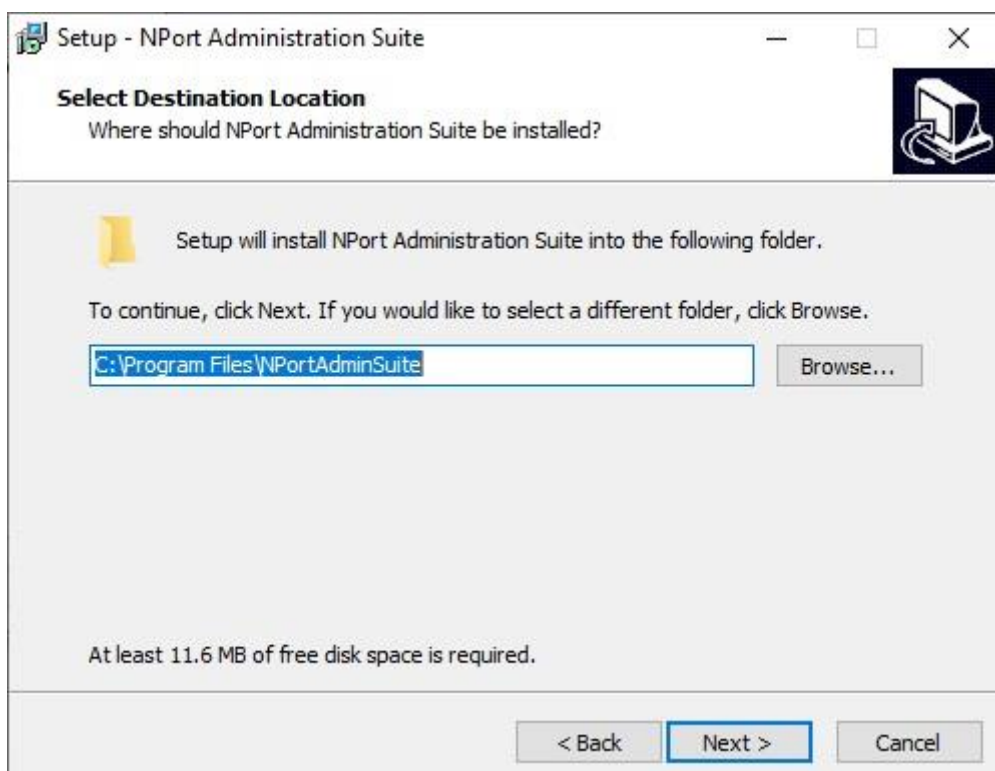 Setup - NPort Administration Suite
Select Destination Location
Where should NPort Administration Suite be installed?
Setup will install NPort Administration Suite into the following folder.
To continue, click Next. If you would like to select a different folder, click Browse.
C:\Program Files\NPortAdminSuite
Browse...
At least 11.6 MB of free disk space is required.
< Back
Next >
Cancel